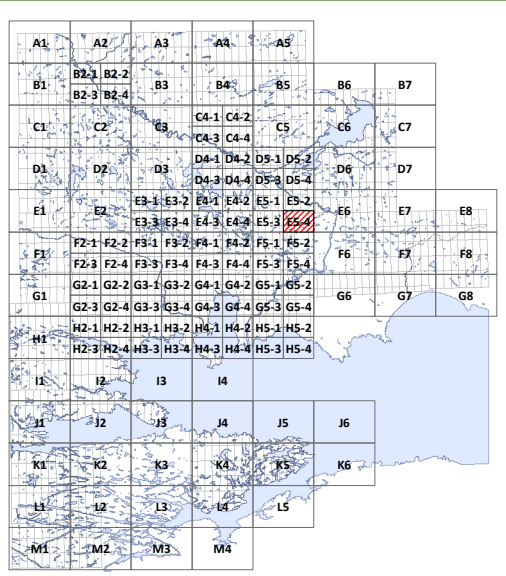 A1 A2 A3 A4 A5
B2-1 B2-2
B1 B3 B4 B5 B6 B7
B2-3 B2-4
C4-1 C4-2
C1 C2 C3 C5 C6 C7
C4-3 C4-4
D4-1 D4-2 D5-1 D5-2
D1 D2 D3 D6 D7
D4-3 D4-4 D5-3 D5-4
E3-1 E3-2 E4-1 E4-2 E5-1 E5-2
E1 E2 E6 E7 E8
E3-3 E3-4 E4-3 E4-4 E5-3 E5-4
F2-1 F2-2 F3-1 F3-2 F4-1 F4-2 F5-1 F5-2
F1 F6 F7 F8
F2-3 F2-4 F3-3 F3-4 F4-3 F4-4 F5-3 F5-4
G2-1 G2-2 G3-1 G3-2 G4-1 G4-2 G5-1 G5-2
G1 G6 G7 G8
G2-3 G2-4 G3-3 G3-4 G4-3 G4-4 G5-3 G5-4
H2-1 H2-2 H3-1 H3-2 H4-1 H4-2 H5-1 H5-2
H1
H2-3 H2-4 H3-3 H3-4 H4-3 H4-4 H5-3 H5-4
I1 I2 I3 I4
J1 J2 J3 J4 J5 J6
K1 K2 K3 K4 K5 K6
L1 L2 L3 L4 L5
M1 M2 M3 M4